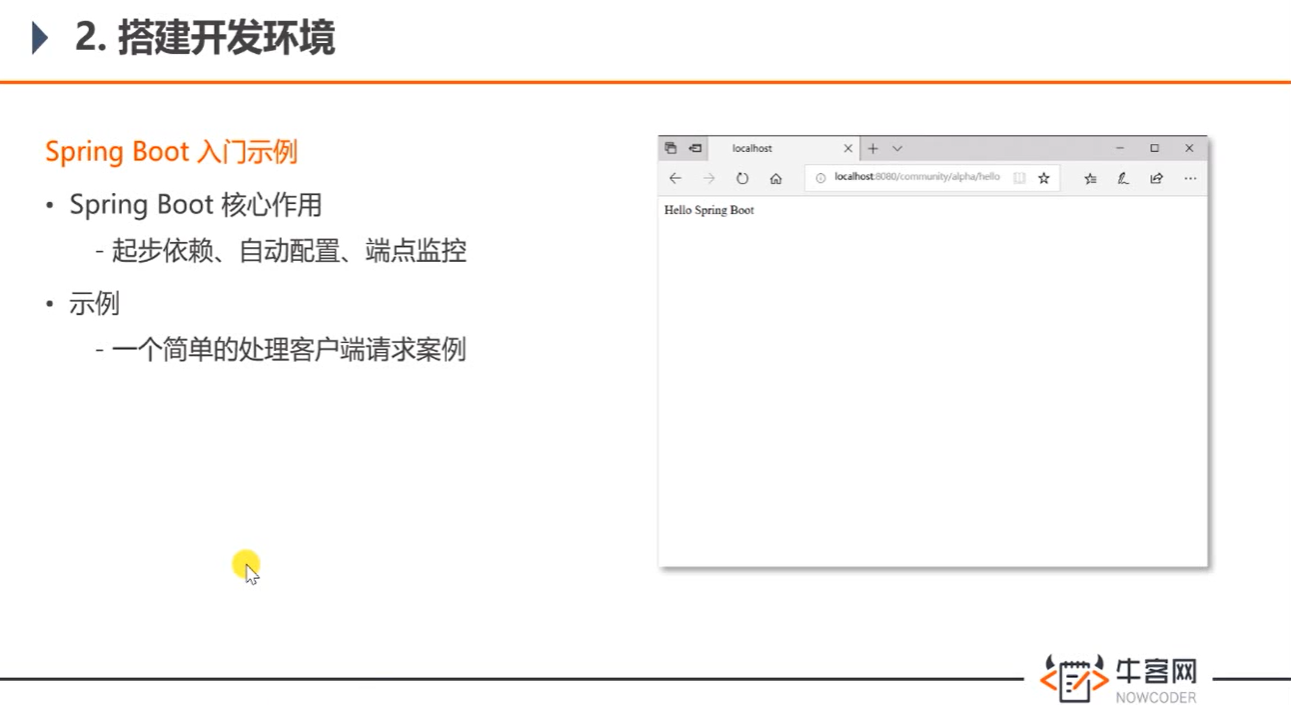 2. 搭建开发环境
Spring Boot 入门示例
• Spring Boot 核心作用
- 起步依赖、自动配置、端点监控
• 示例
- 一个简单的处理客户端请求案例
localhost
localhost:8080/community/alpha/hello
Hello Spring Boot
牛客网
NOWCODER